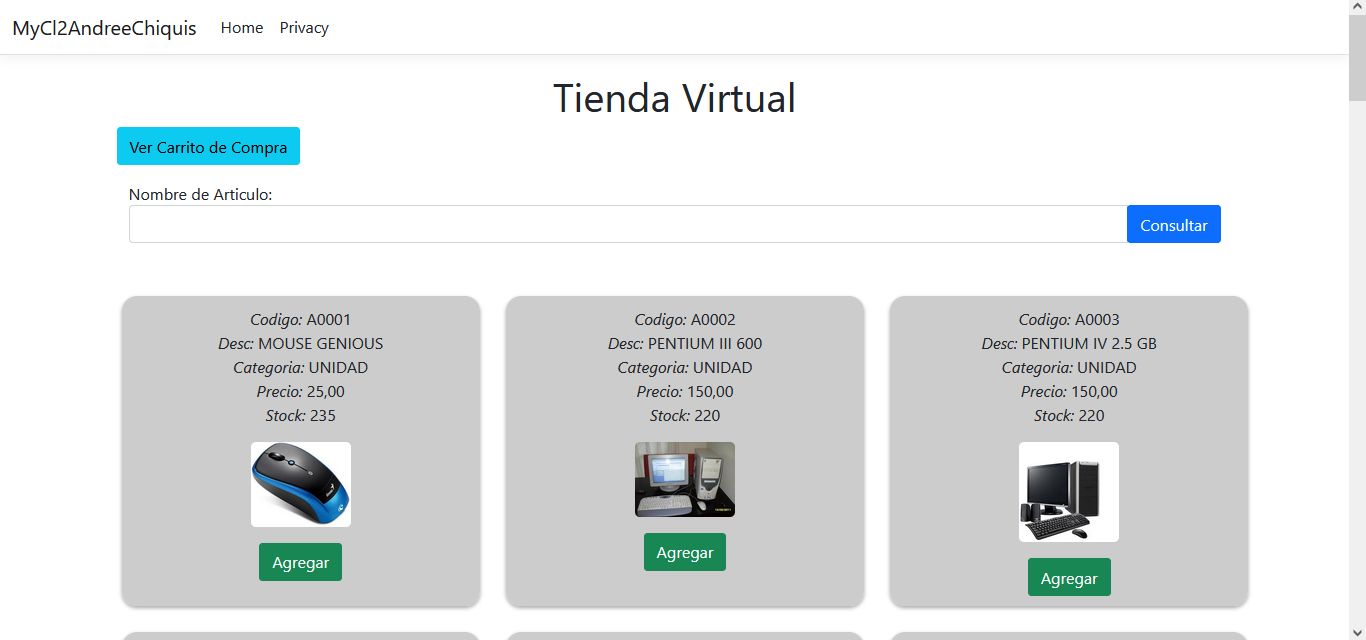 MyCl2AndreeChiquis Home Privacy
Tienda Virtual
Ver Carrito de Compra
Nombre de Articulo:
Consultar
Codigo: A0001
Desc: MOUSE GENIOUS
Categoria: UNIDAD
Precio: 25,00
Stock: 235
Agregar
Codigo: A0002
Desc: PENTIUM III 600
Categoria: UNIDAD
Precio: 150,00
Stock: 220
Agregar
Codigo: A0003
Desc: PENTIUM IV 2.5 GB
Categoria: UNIDAD
Precio: 150,00
Stock: 220
Agregar